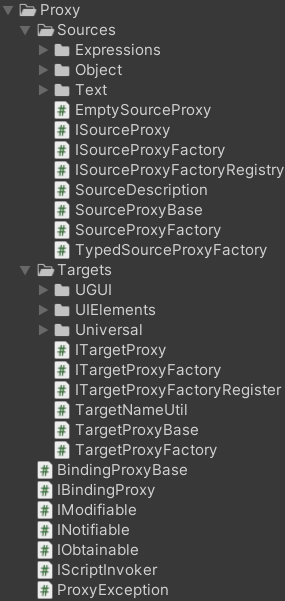 Proxy
Sources
Expressions
Object
Text
EmptySourceProxy
ISourceProxy
ISourceProxyFactory
ISourceProxyFactoryRegistry
SourceDescription
SourceProxyBase
SourceProxyFactory
TypedSourceProxyFactory
Targets
UGUI
UIElements
Universal
ITargetProxy
ITargetProxyFactory
ITargetProxyFactoryRegister
TargetNameUtil
TargetProxyBase
TargetProxyFactory
BindingProxyBase
IBindingProxy
IModifiable
INotifiable
IObtainable
IScriptInvoker
ProxyException